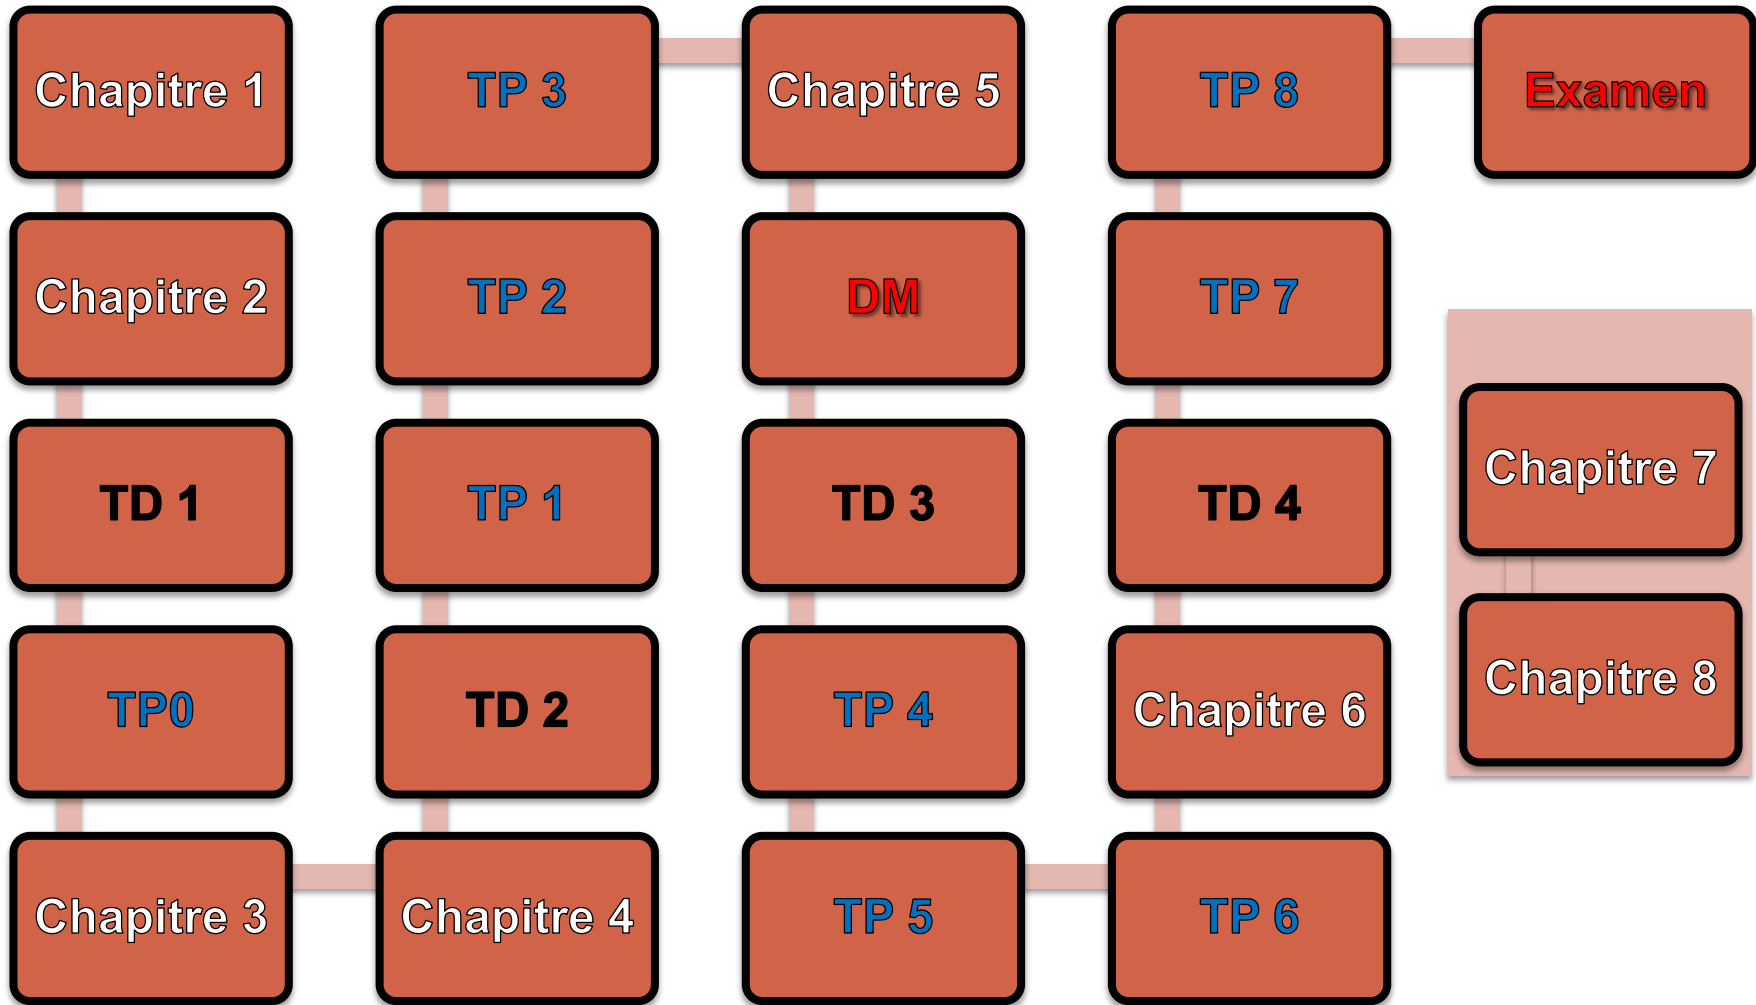 Chapitre 1
Chapitre 2
TD 1
TP0
Chapitre 3
Chapitre 4
TD 2
TP 1
TP 2
TP 3
Chapitre 5
DM
TD 3
TP 4
TP 5
TP 6
Chapitre 6
TD 4
TP 7
TP 8
Examen
Chapitre 7
Chapitre 8